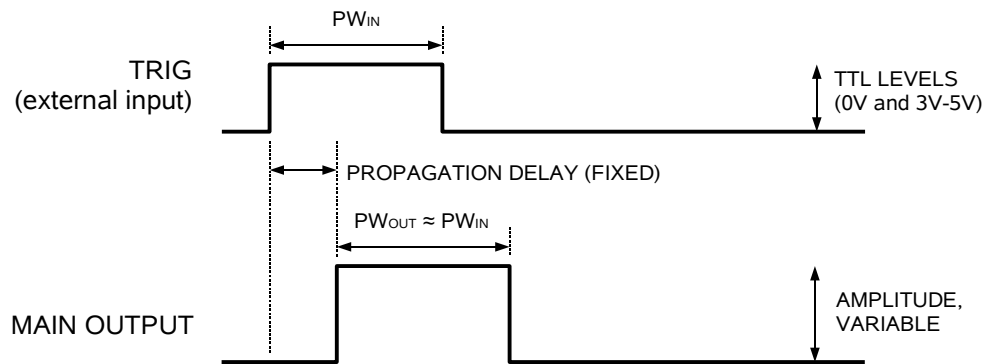 PWIN
TRIG
(external input)
TTL LEVELS
(0V and 3V-5V)
PROPAGATION DELAY (FIXED)
PWOUT ≈ PWIN
MAIN OUTPUT
AMPLITUDE,
VARIABLE